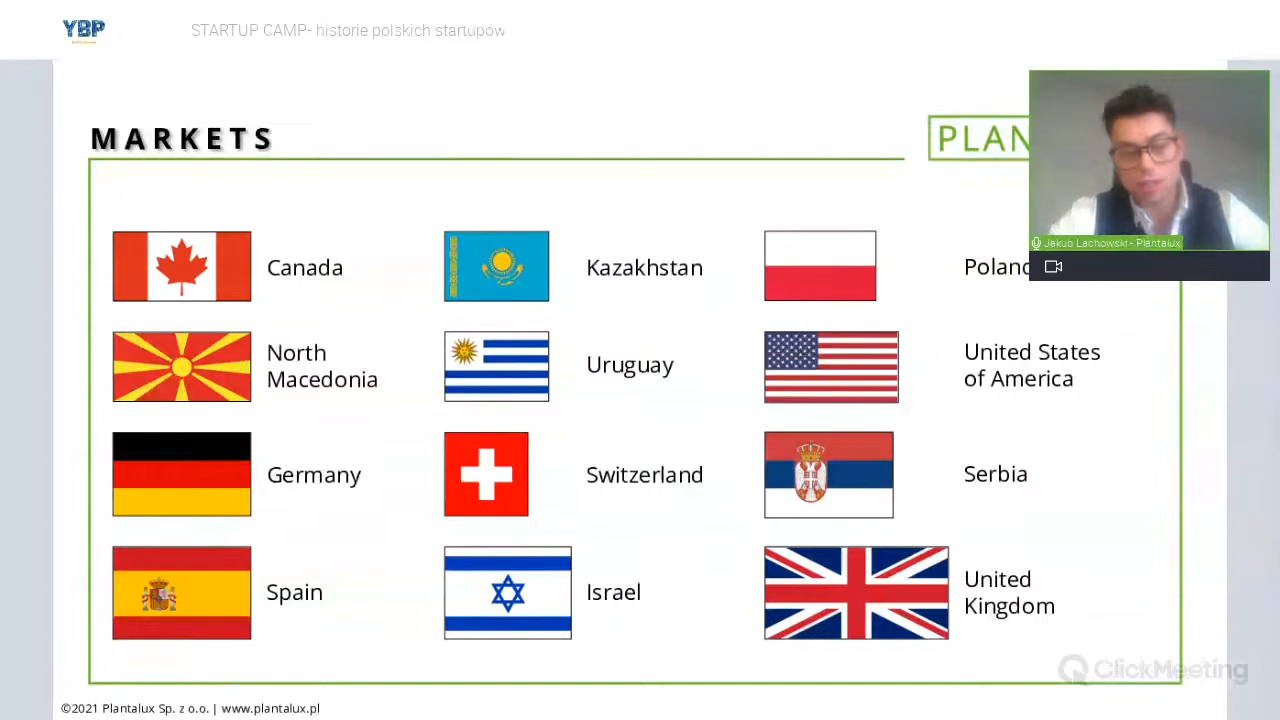 YBP
STARTUP CAMP- historie polskich startupów
MARKETS
PLAN
Jakub Lachowski - Plantalux
Canada
Kazakhstan
Poland
North
Macedonia
Uruguay
United States
of America
Germany
Switzerland
Serbia
Spain
Israel
United
Kingdom
ClickMeeting
©2021 Plantalux Sp. z o.o. | www.plantalux.pl